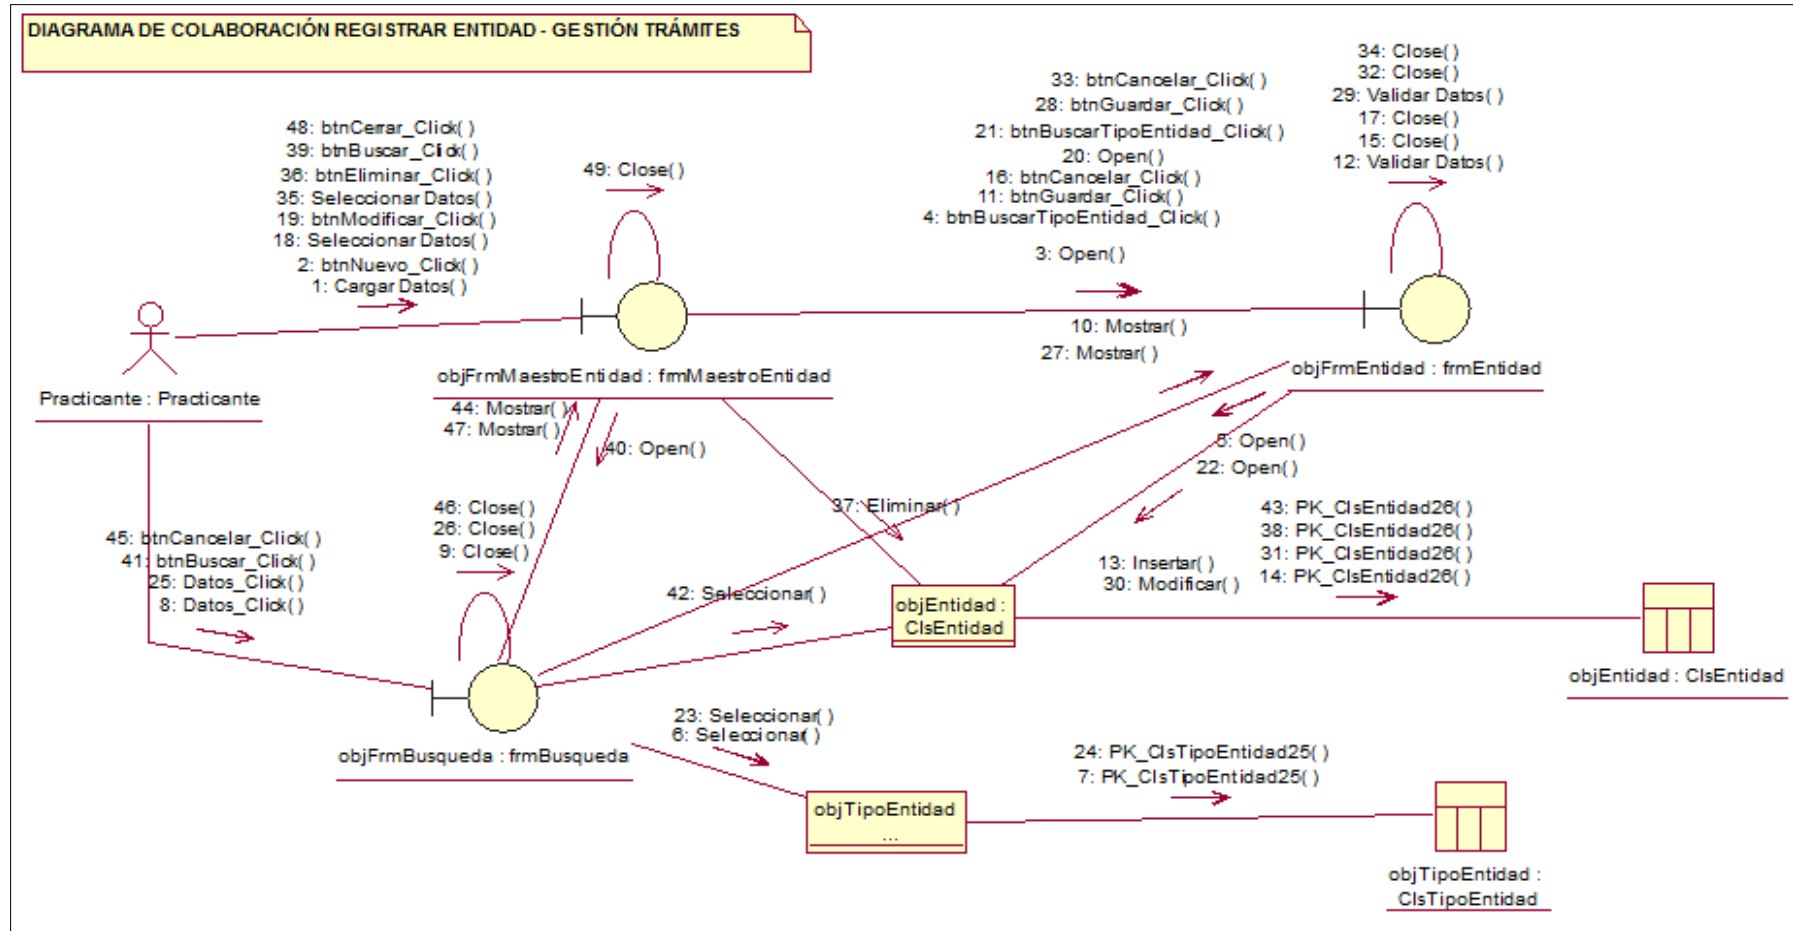 DIAGRAMA DE COLABORACIÓN REGISTRAR ENTIDAD - GESTIÓN TRÁMITES
48: btnCerrar_Click( )
39: btnBuscar_Click( )
36: btnEliminar_Click( )
35: Seleccionar Datos( )
19: btnModificar_Click( )
18: Seleccionar Datos( )
2: btnNuevo_Click( )
1: Cargar Datos( )
49: Close( )
33: btnCancelar_Click( )
28: btnGuardar_Click( )
21: btnBuscarTipoEntidad_Click( )
20: Open( )
16: btnCancelar_Click( )
11: btnGuardar_Click( )
4: btnBuscarTipoEntidad_Click( )
3: Open( )
34: Close( )
32: Close( )
29: Validar Datos( )
17: Close( )
15: Close( )
12: Validar Datos( )
10: Mostrar( )
27: Mostrar( )
Practicante : Practicante
objFrmMaestroEntidad : frmMaestroEntidad
objFrmEntidad : frmEntidad
44: Mostrar( )
47: Mostrar( )
40: Open( )
5: Open( )
22: Open( )
37: Eliminar( )
46: Close( )
26: Close( )
9: Close( )
45: btnCancelar_Click( )
41: btnBuscar_Click( )
25: Datos_Click( )
8: Datos_Click( )
42: Seleccionar( )
13: Insertar( )
30: Modificar( )
43: PK_ClsEntidad26( )
38: PK_ClsEntidad26( )
31: PK_ClsEntidad26( )
14: PK_ClsEntidad26( )
objEntidad :
ClsEntidad
objEntidad : ClsEntidad
objFrmBusqueda : frmBusqueda
23: Seleccionar( )
6: Seleccionar( )
24: PK_ClsTipoEntidad25( )
7: PK_ClsTipoEntidad25( )
objTipoEntidad
...
objTipoEntidad :
ClsTipoEntidad